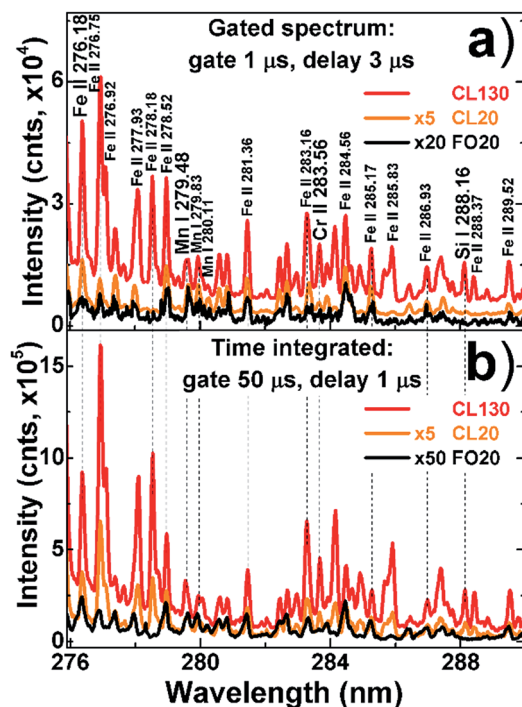 Gated spectrum:
gate 1 µs, delay 3 µs
a)
Intensity (cnts, x10⁴)
6
3
0
CL130
x5 CL20
x20 FO20
Fe II 276.18
Fe II 276.75
Fe II 276.92
Fe II 277.93
Fe II 278.18
Fe II 278.52
Mn I 279.48
Mn I 279.83
Mn I 280.11
Fe II 281.36
Fe II 283.16
Cr II 283.56
Fe II 284.56
Fe II 285.17
Fe II 285.83
Fe II 286.93
Si I 288.16
Fe II 288.37
Fe II 289.52
Time integrated:
gate 50 µs, delay 1 µs
b)
Intensity (cnts, x10⁵)
15
10
5
0
CL130
x5 CL20
x50 FO20
276 280 284 288
Wavelength (nm)